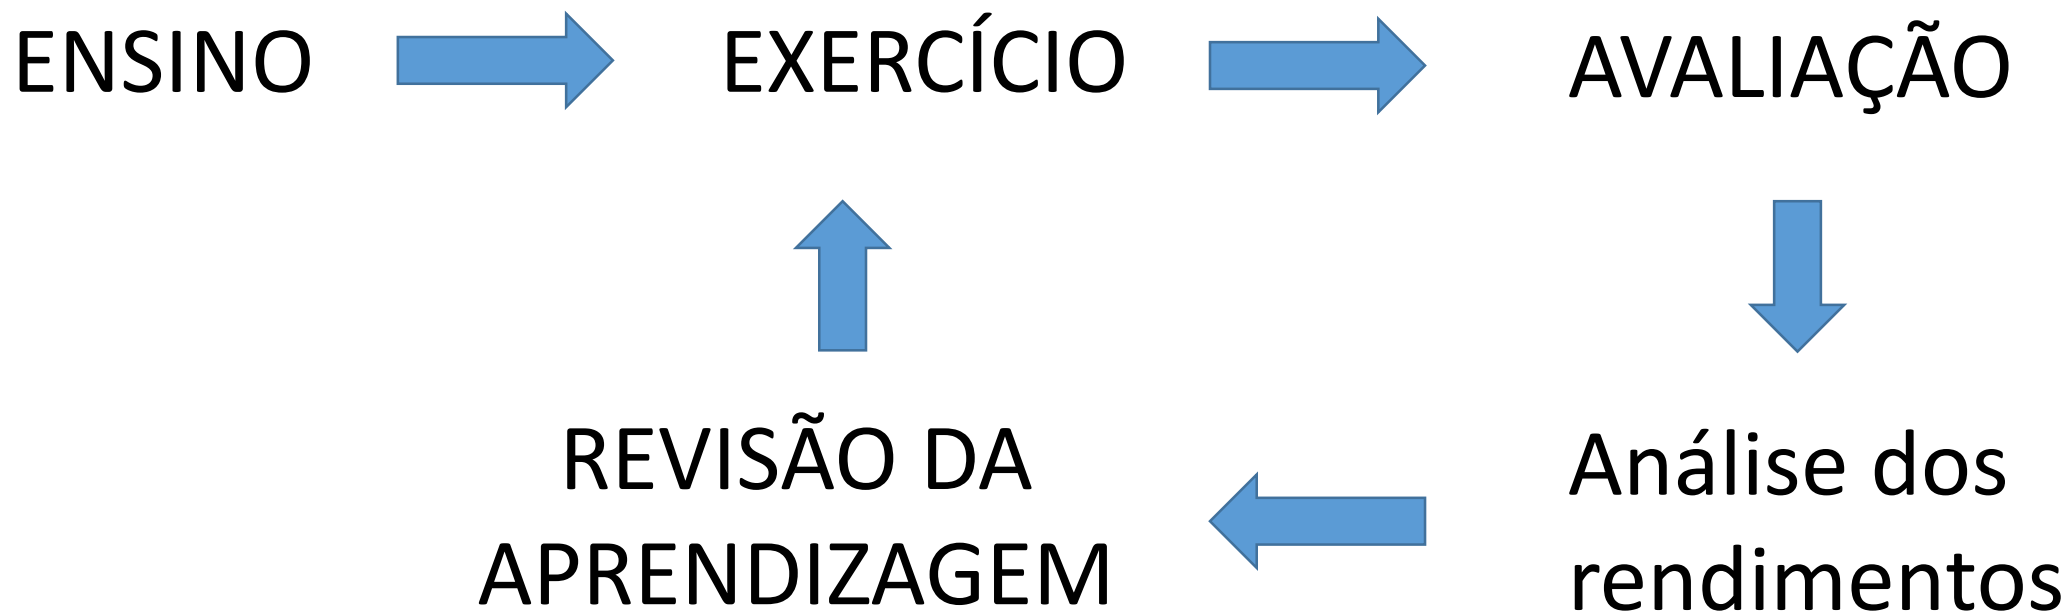 ENSINO
EXERCÍCIO
AVALIAÇÃO
REVISÃO DA
APRENDIZAGEM
Análise dos
rendimentos